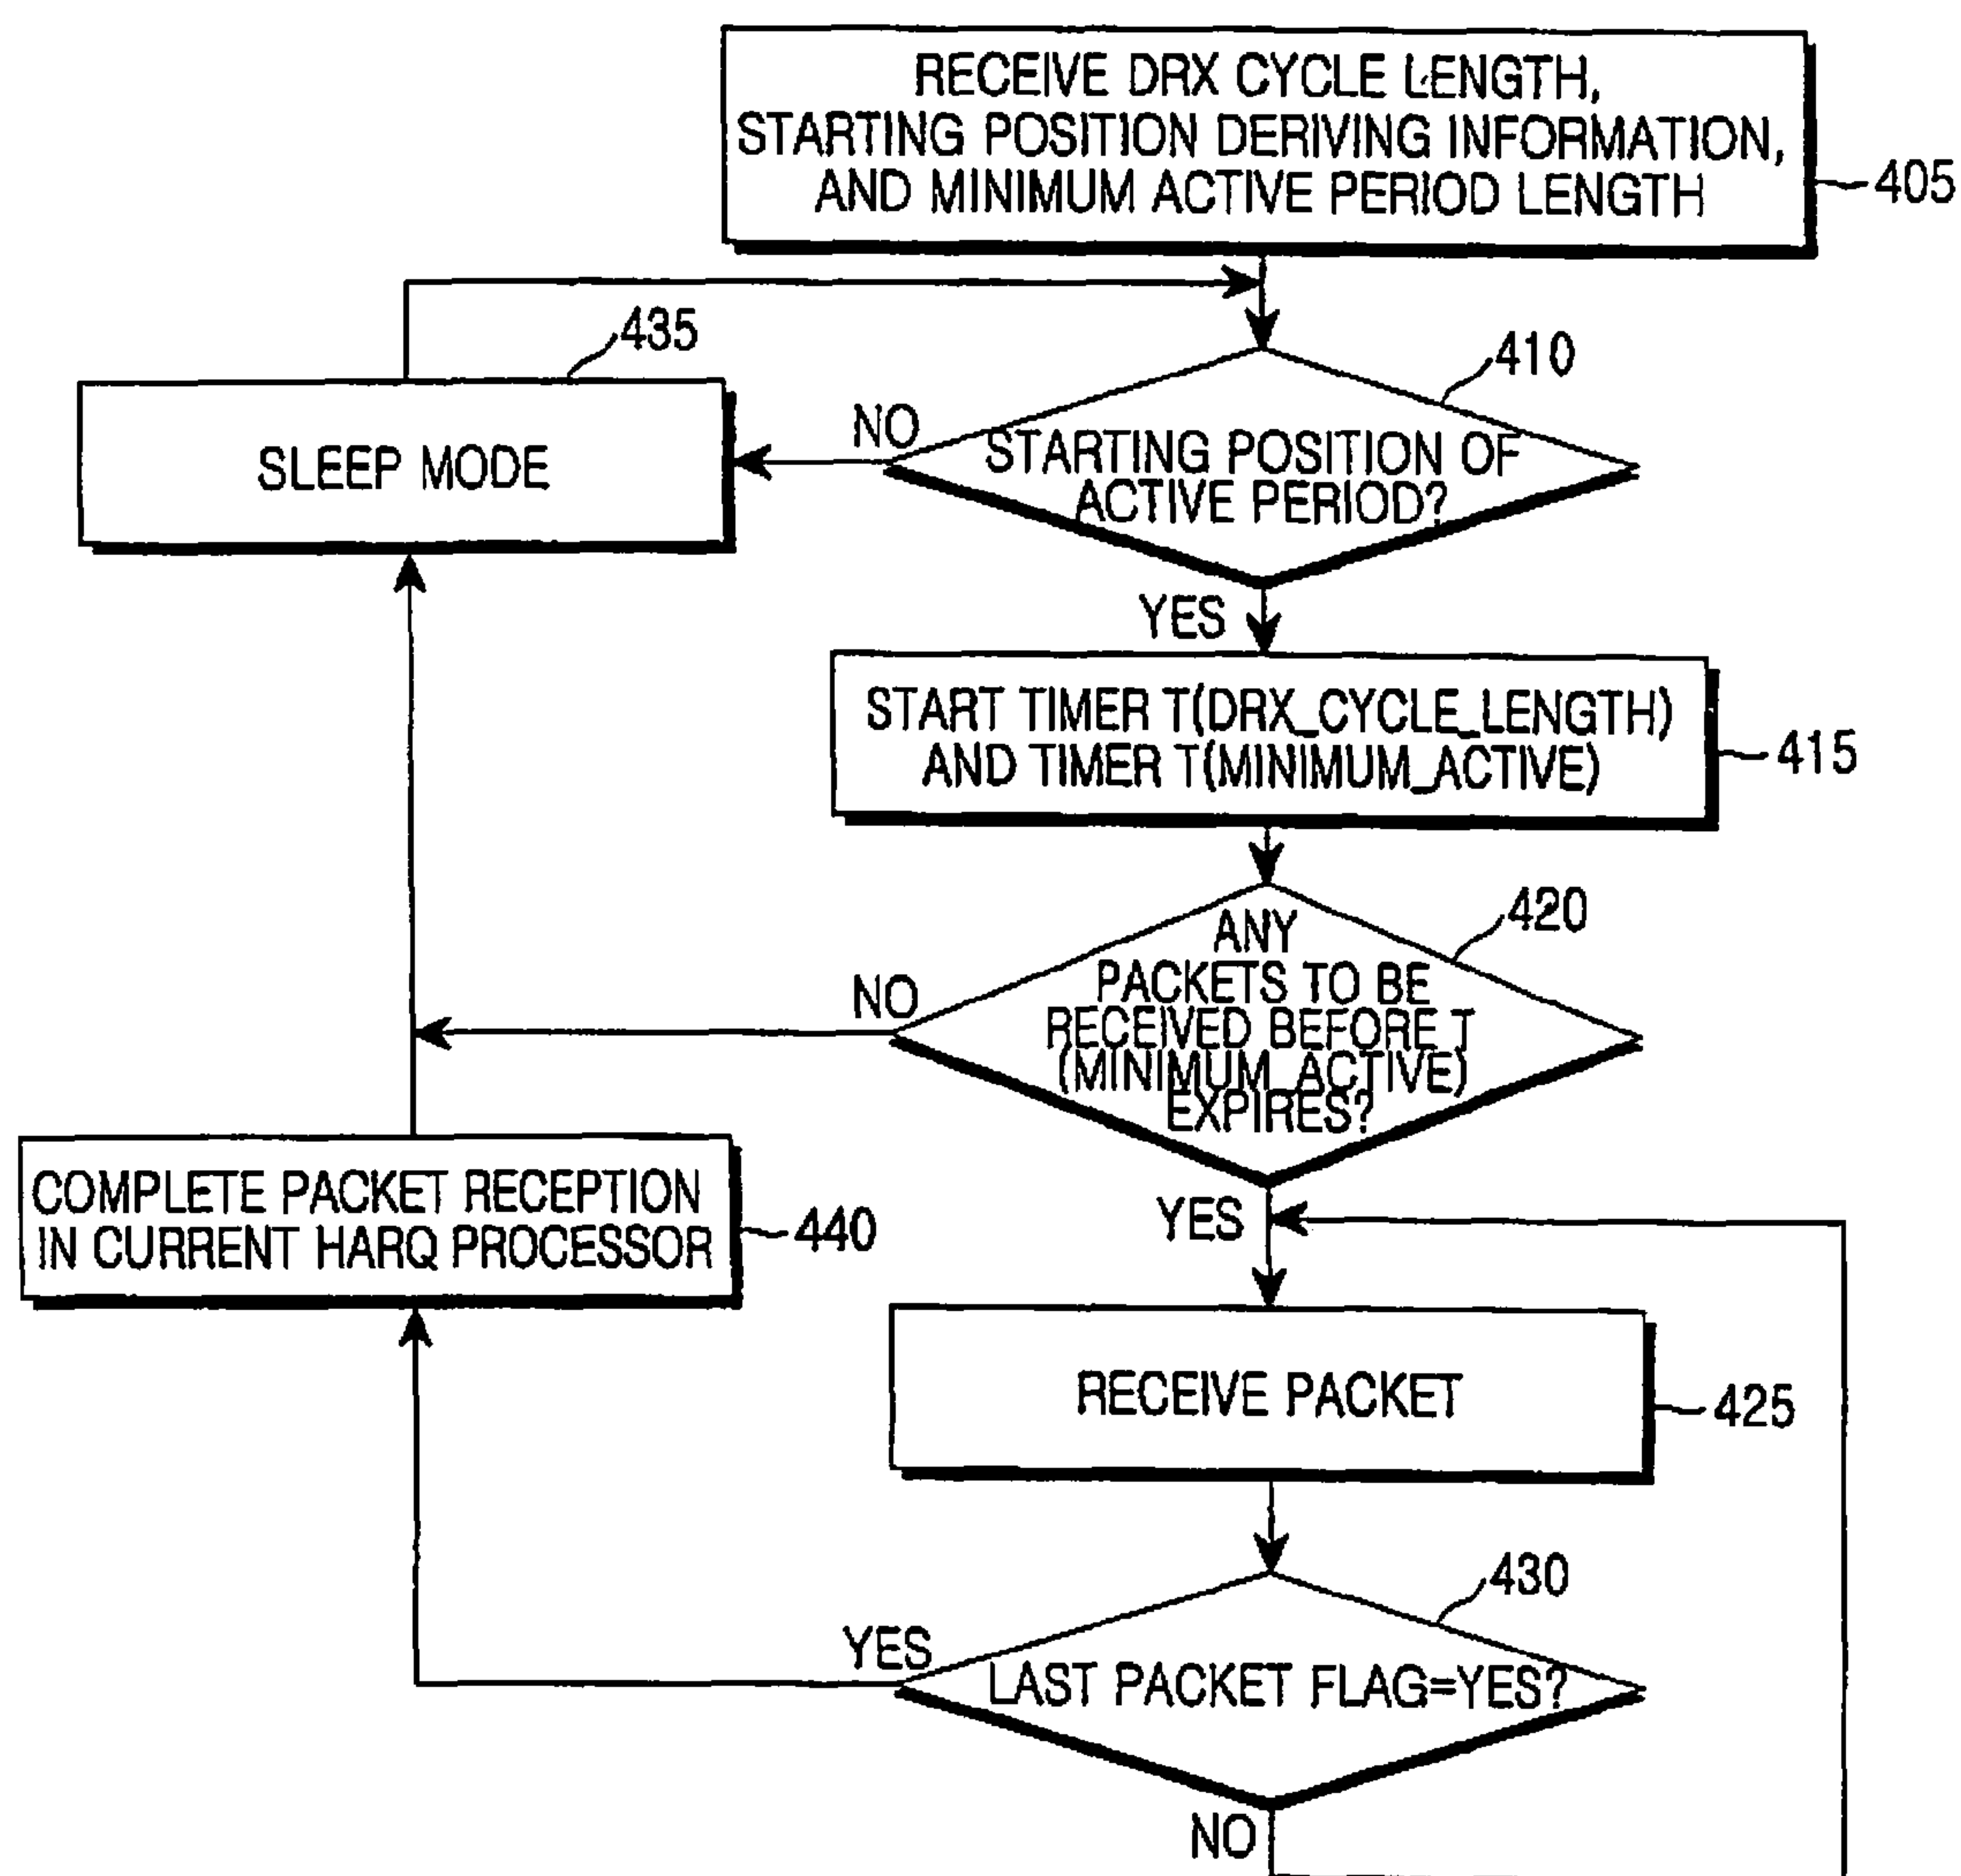 RECEIVE DRX CYCLE LENGTH,
STARTING POSITION DERIVING INFORMATION,
AND MINIMUM ACTIVE PERIOD LENGTH
405
435
410
SLEEP MODE
NO
STARTING POSITION OF
ACTIVE PERIOD?
YES
START TIMER T(DRX_CYCLE_LENGTH)
AND TIMER T(MINIMUM_ACTIVE)
415
420
NO
ANY
PACKETS TO BE
RECEIVED BEFORE T
(MINIMUM_ACTIVE)
EXPIRES?
COMPLETE PACKET RECEPTION
IN CURRENT HARQ PROCESSOR
440
YES
RECEIVE PACKET
425
430
YES
LAST PACKET FLAG=YES?
NO